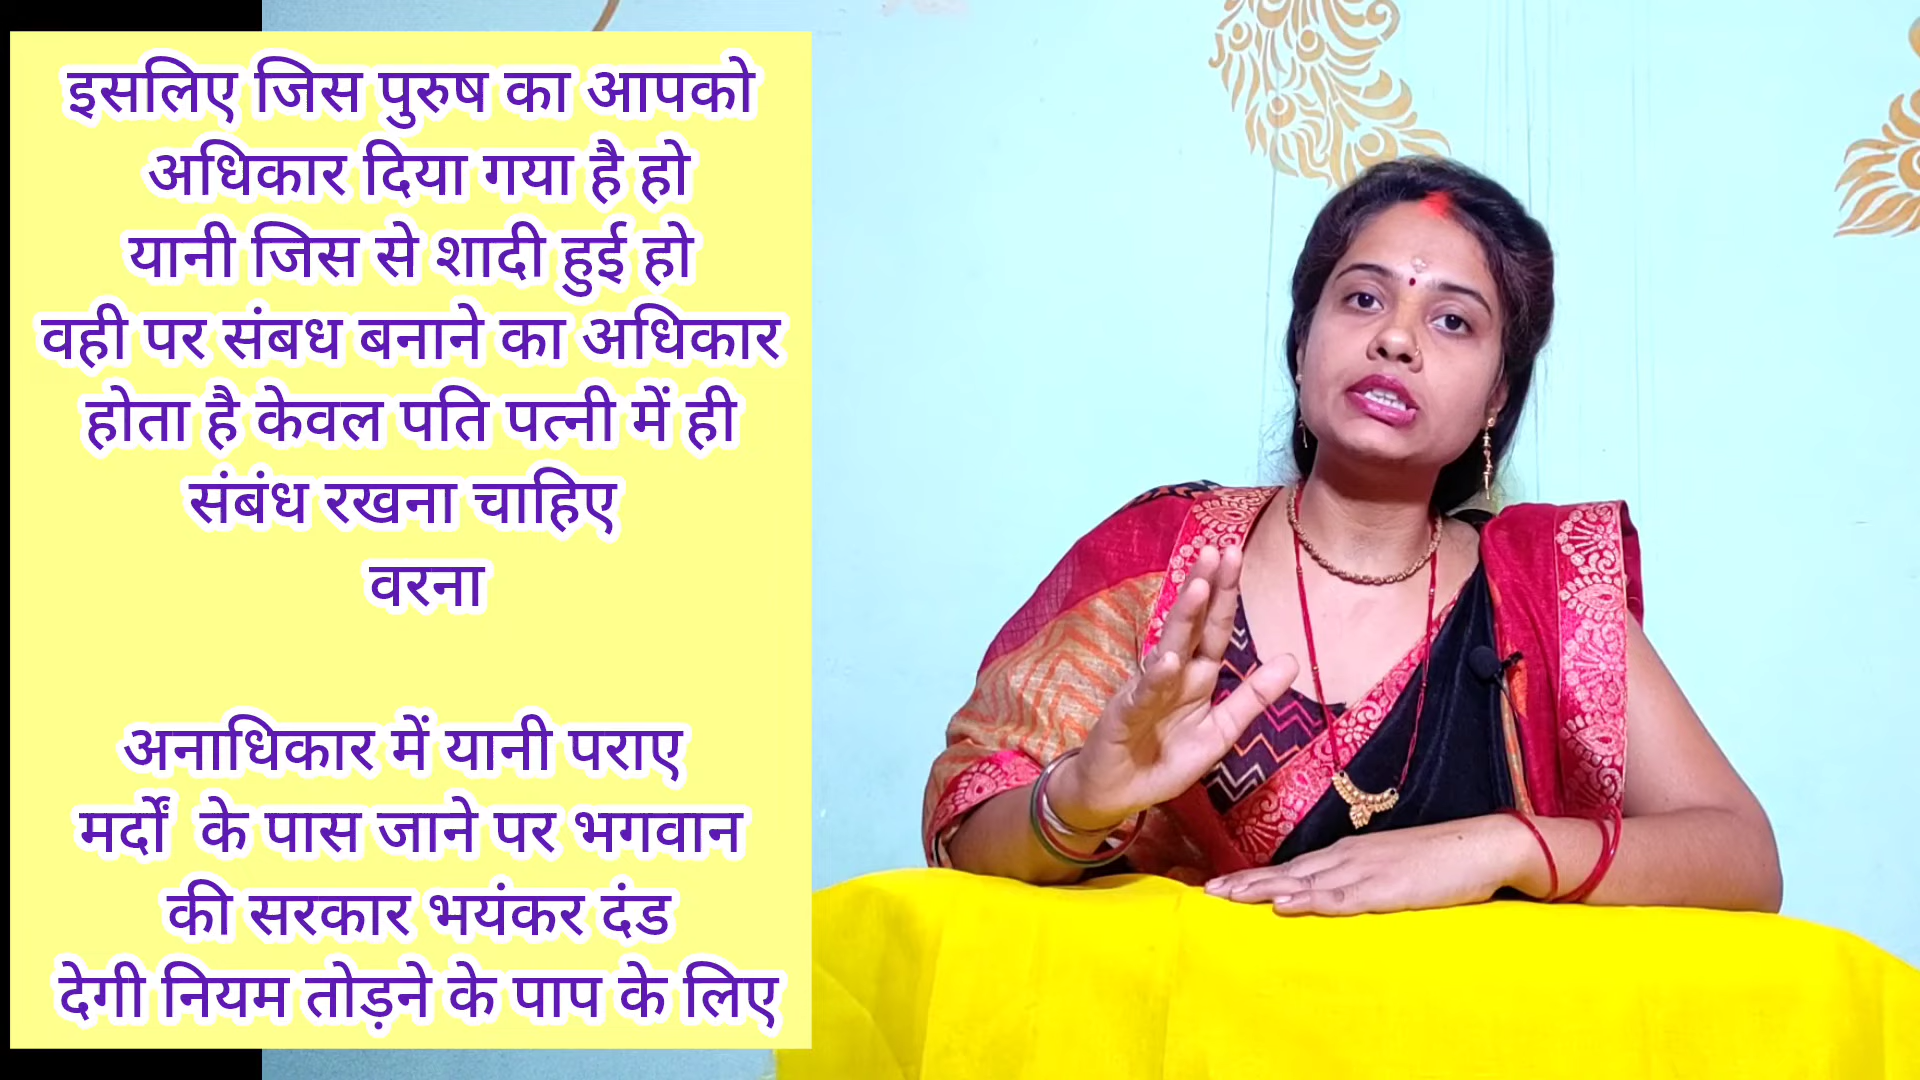 इसलिए जिस पुरुष का आपको
अधिकार दिया गया है हो
यानी जिस से शादी हुई हो
वही पर संबध बनाने का अधिकार
होता है केवल पति पत्नी में ही
संबंध रखना चाहिए
वरना
अनाधिकार में यानी पराए
मर्दों के पास जाने पर भगवान
की सरकार भयंकर दंड
देगी नियम तोड़ने के पाप के लिए